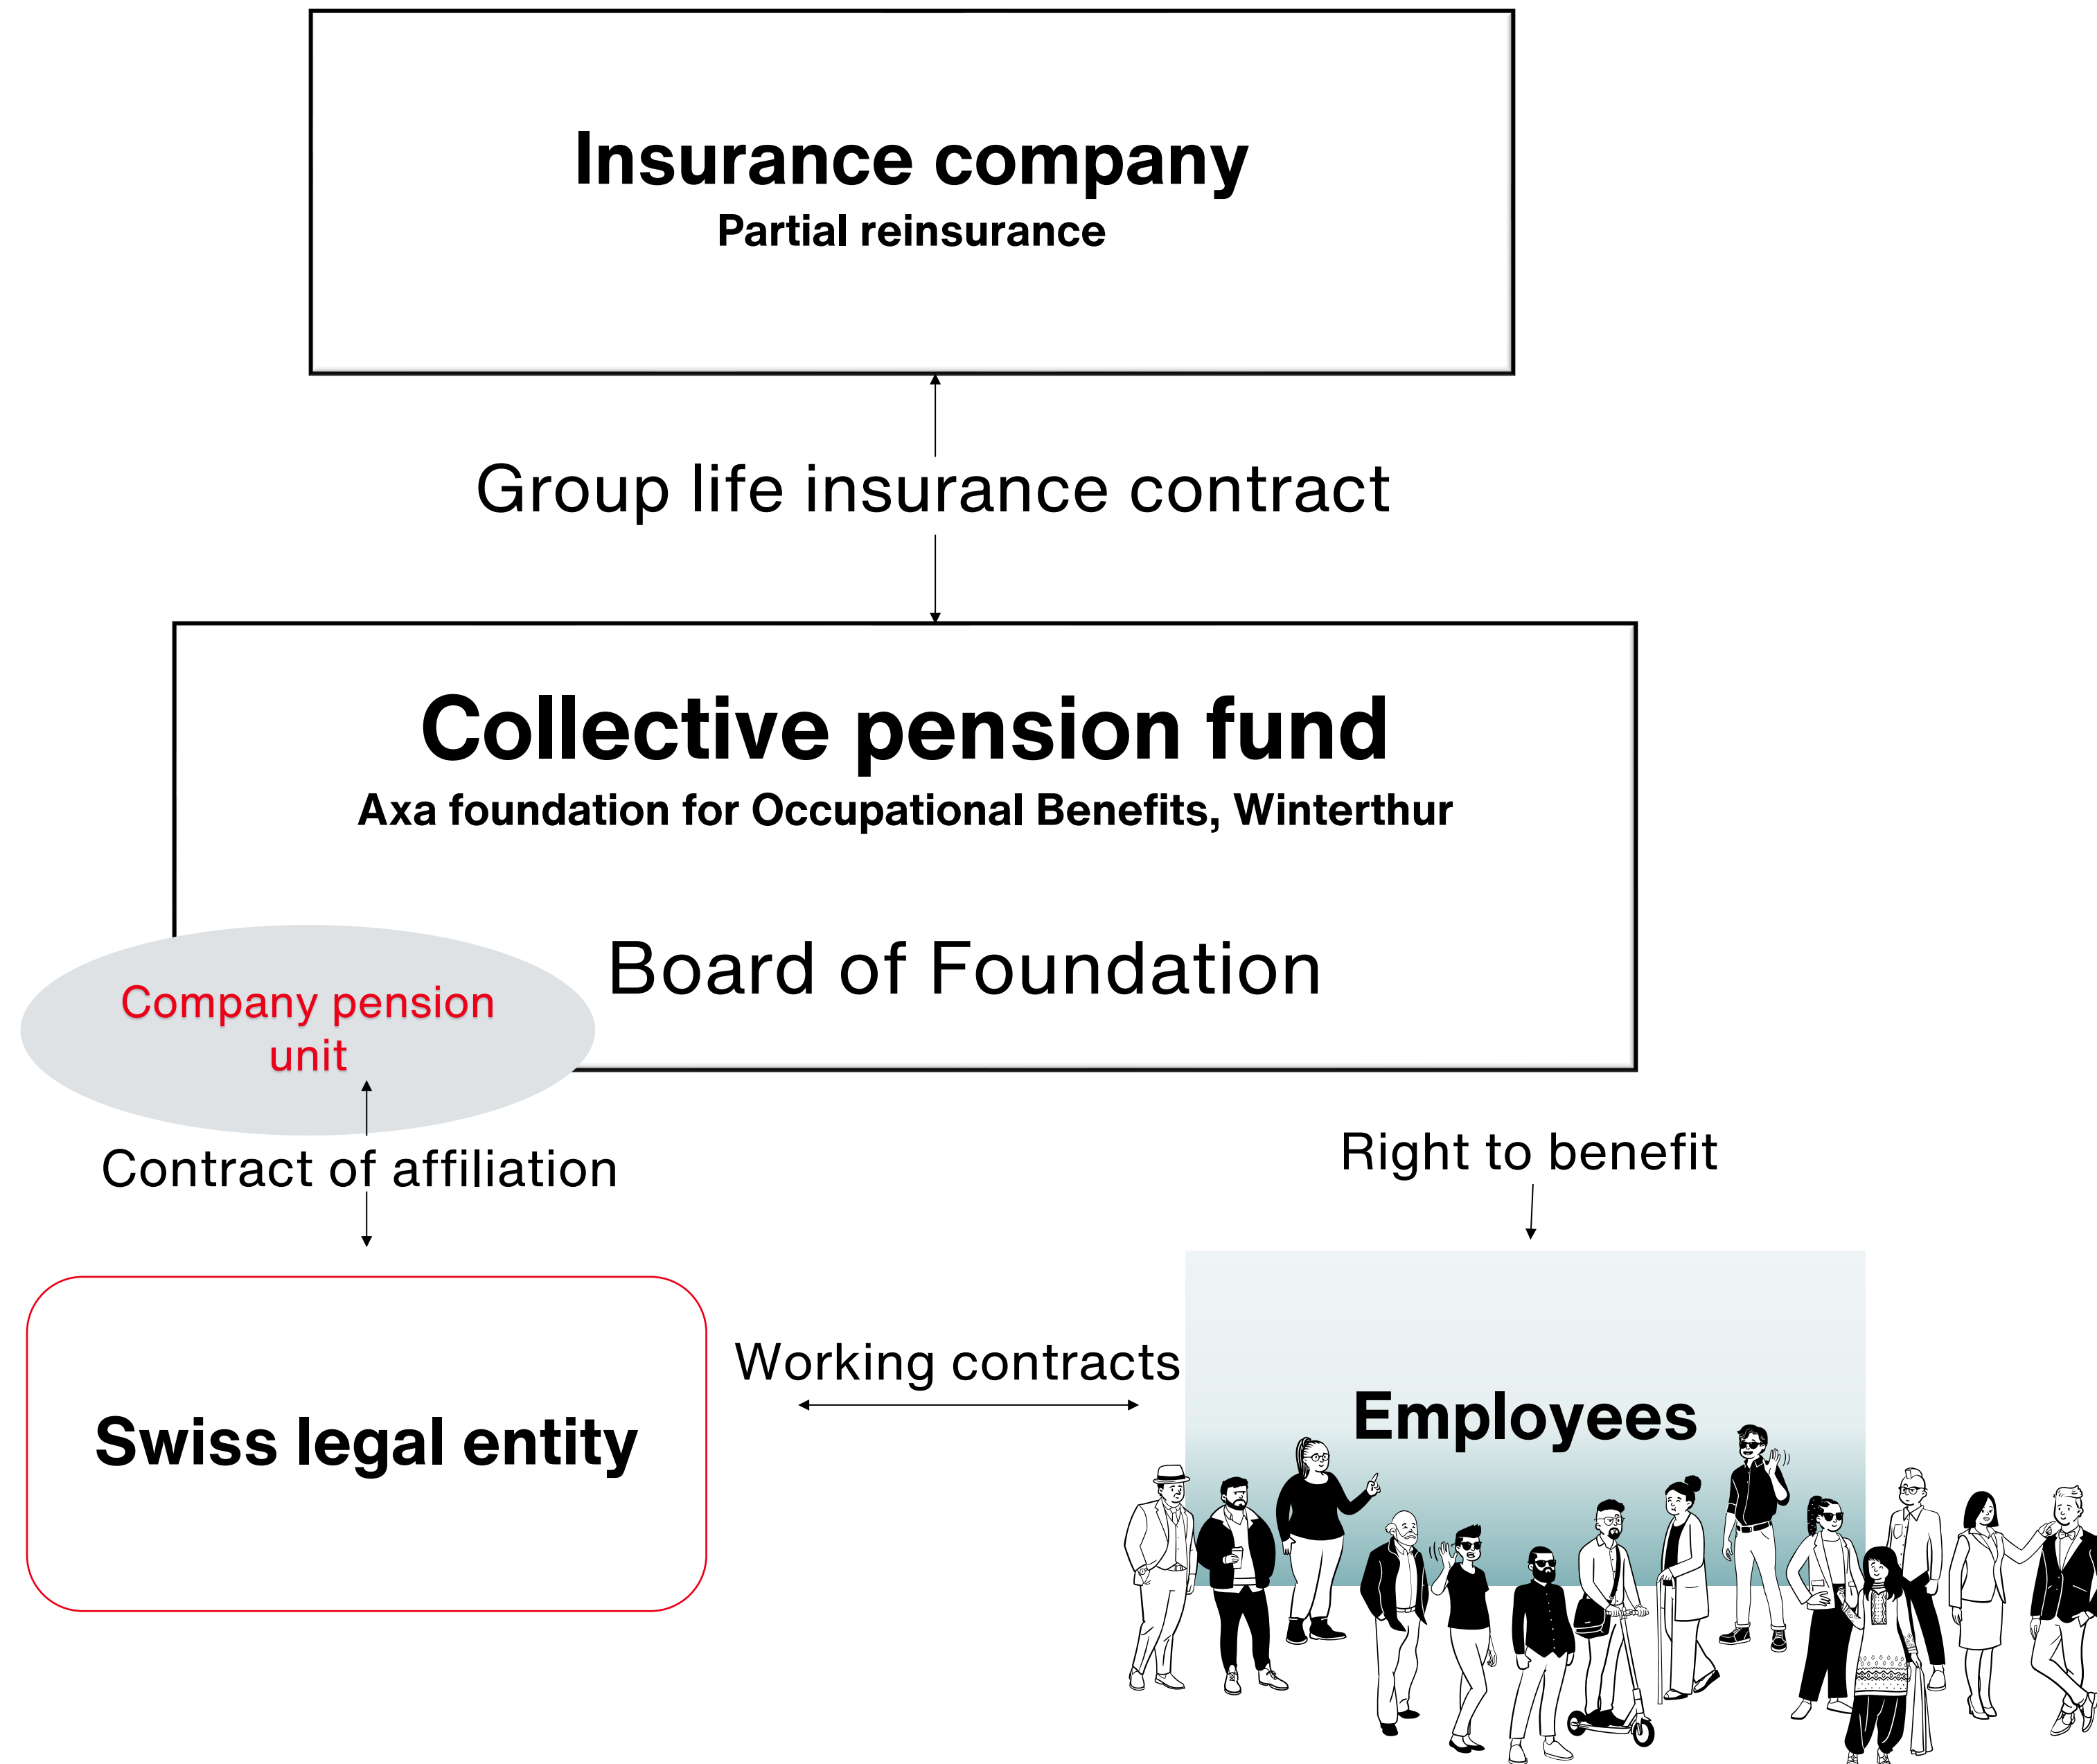 Insurance company
Partial reinsurance
Group life insurance contract
Collective pension fund
Axa foundation for Occupational Benefits, Winterthur
Board of Foundation
Company pension
unit
Contract of affiliation
Right to benefit
Working contracts
Swiss legal entity
Employees